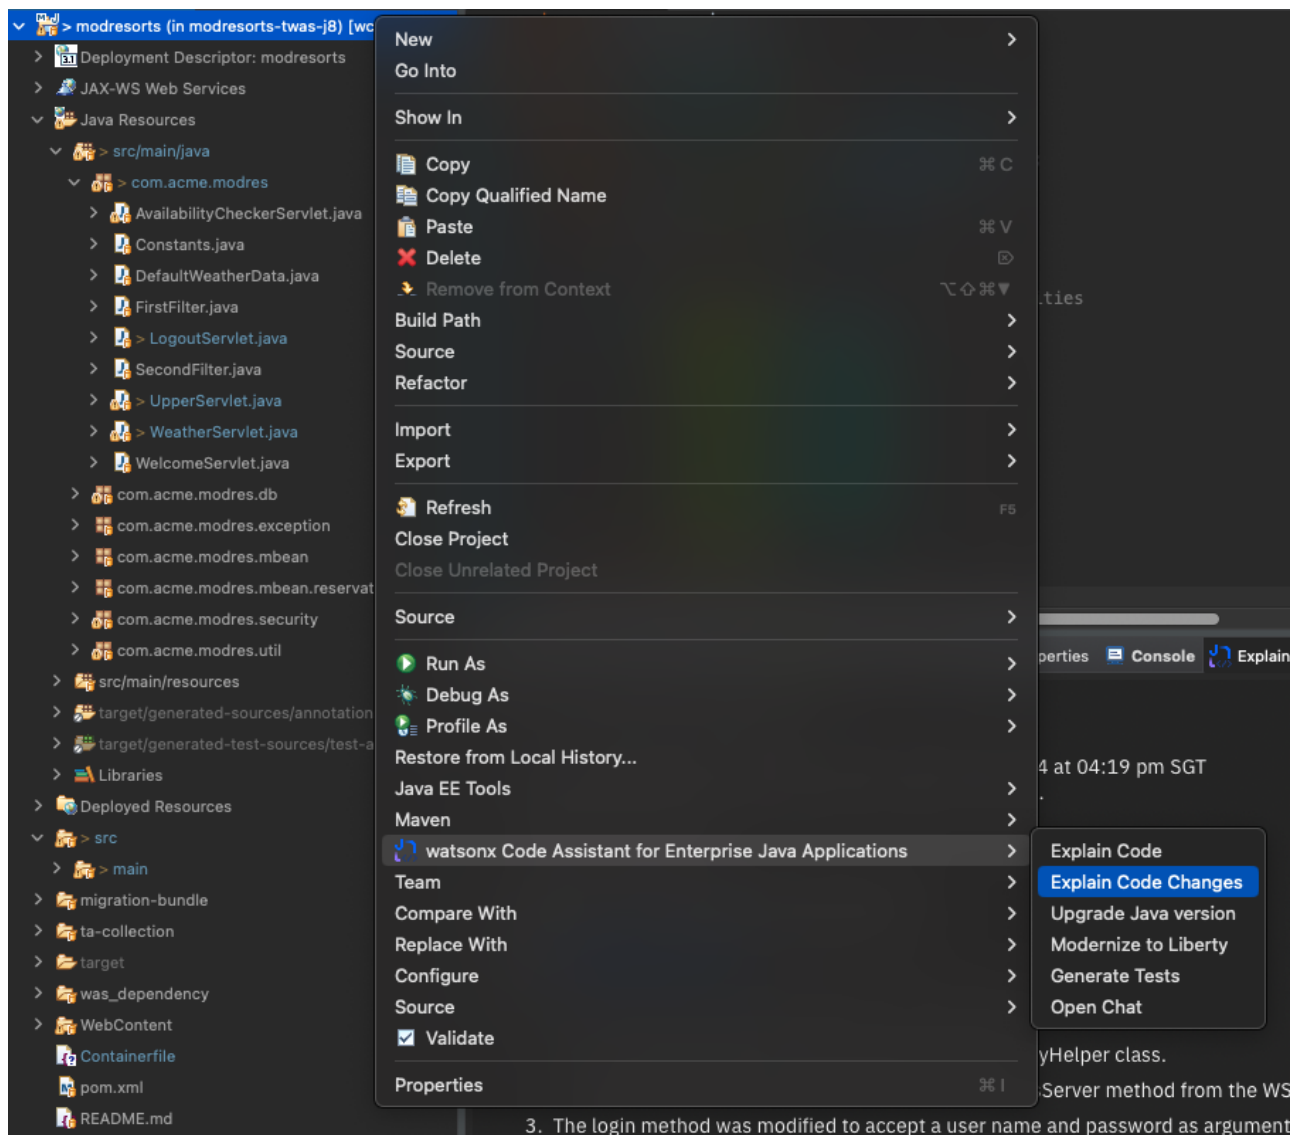 > modresorts (in modresorts-twas-j8) [wc
Deployment Descriptor: modresorts
JAX-WS Web Services
Java Resources
> src/main/java
> com.acme.modres
AvailabilityCheckerServlet.java
Constants.java
DefaultWeatherData.java
FirstFilter.java
> LogoutServlet.java
SecondFilter.java
> UpperServlet.java
> WeatherServlet.java
WelcomeServlet.java
com.acme.modres.db
com.acme.modres.exception
com.acme.modres.mbean
com.acme.modres.mbean.reservat
com.acme.modres.security
com.acme.modres.util
src/main/resources
target/generated-sources/annotation
target/generated-test-sources/test-a
Libraries
Deployed Resources
> src
> main
migration-bundle
ta-collection
target
was_dependency
WebContent
Containerfile
pom.xml
README.md
New
Go Into
Show In
Copy ⌘ C
Copy Qualified Name
Paste ⌘ V
Delete ⌦
Remove from Context ⌥⇧⌘▼
Build Path
Source
Refactor
Import
Export
Refresh F5
Close Project
Close Unrelated Project
Source
Run As
Debug As
Profile As
Restore from Local History...
Java EE Tools
Maven
watsonx Code Assistant for Enterprise Java Applications
Team
Compare With
Replace With
Configure
Source
Validate
Properties ⌘ I
Explain Code
Explain Code Changes
Upgrade Java version
Modernize to Liberty
Generate Tests
Open Chat
.ties
perties Console Explain
4 at 04:19 pm SGT
yHelper class.
Server method from the WS
3. The login method was modified to accept a user name and password as argument